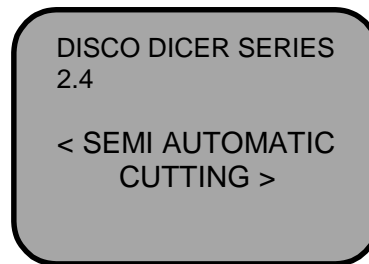 DISCO DICER SERIES
2.4
< SEMI AUTOMATIC
CUTTING >